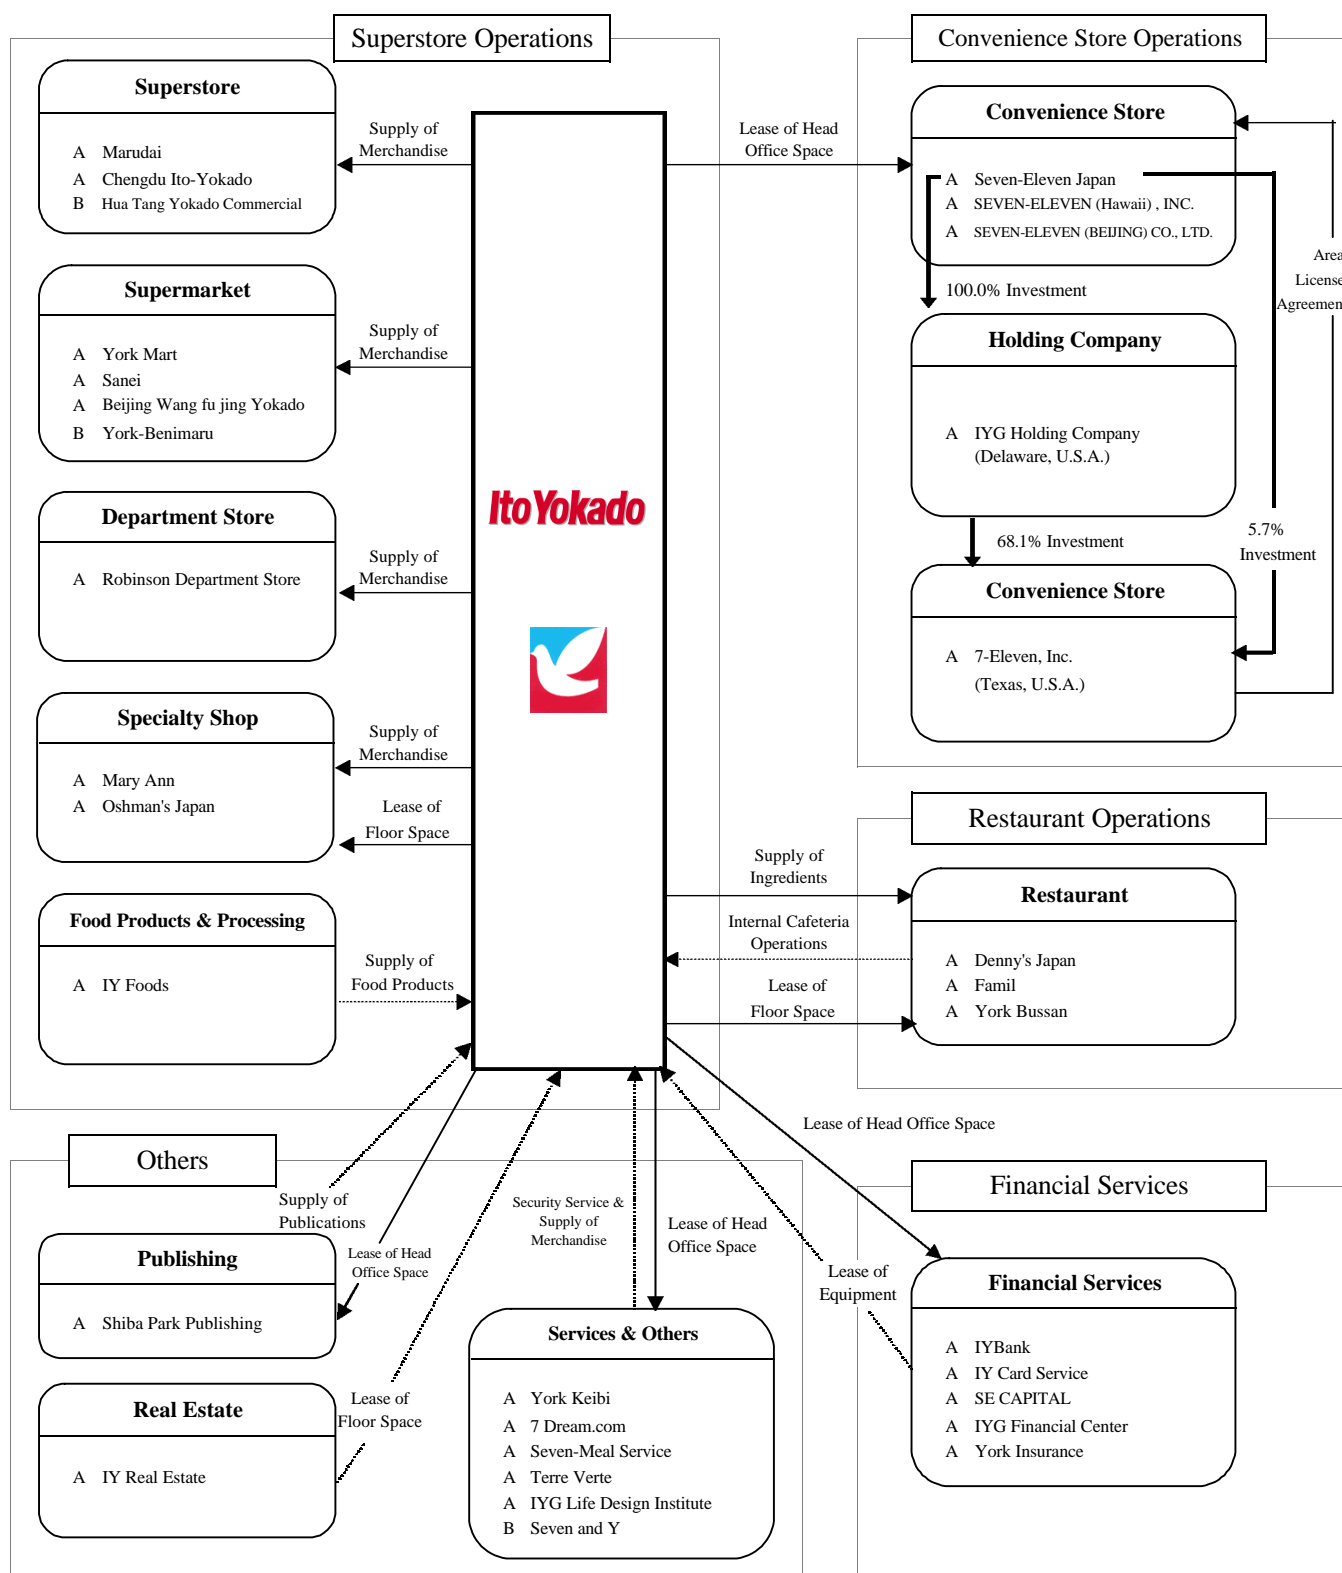 Superstore Operations
Superstore
A Marudai
A Chengdu Ito-Yokado
B Hua Tang Yokado Commercial
Supply of
Merchandise
Supermarket
A York Mart
A Sanei
A Beijing Wang fu jing Yokado
B York-Benimaru
Supply of
Merchandise
Department Store
A Robinson Department Store
Supply of
Merchandise
Specialty Shop
A Mary Ann
A Oshman's Japan
Supply of
Merchandise
Lease of
Floor Space
Food Products & Processing
A IY Foods
Supply of
Food Products
Ito Yokado
Convenience Store Operations
Lease of Head
Office Space
Convenience Store
A Seven-Eleven Japan
A SEVEN-ELEVEN (Hawaii) , INC.
A SEVEN-ELEVEN (BEIJING) CO., LTD.
100.0% Investment
Area
License
Agreemen
Holding Company
A IYG Holding Company
(Delaware, U.S.A.)
68.1% Investment
5.7%
Investment
Convenience Store
A 7-Eleven, Inc.
(Texas, U.S.A.)
Restaurant Operations
Supply of
Ingredients
Internal Cafeteria
Operations
Lease of
Floor Space
Restaurant
A Denny's Japan
A Famil
A York Bussan
Others
Supply of
Publications
Publishing
A Shiba Park Publishing
Lease of Head
Office Space
Real Estate
A IY Real Estate
Lease of
Floor Space
Security Service &
Supply of
Merchandise
Lease of Head
Office Space
Services & Others
A York Keibi
A 7 Dream.com
A Seven-Meal Service
A Terre Verte
A IYG Life Design Institute
B Seven and Y
Lease of Head Office Space
Lease of
Equipment
Financial Services
Financial Services
A IYBank
A IY Card Service
A SE CAPITAL
A IYG Financial Center
A York Insurance